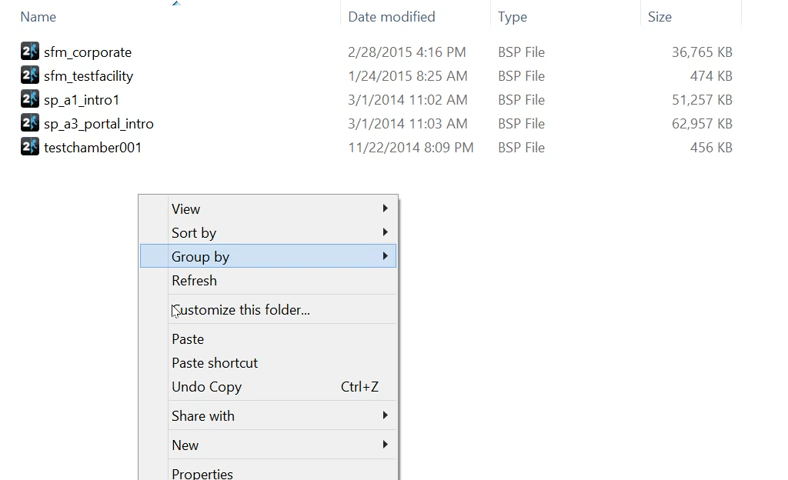 Name Date modified Type Size
sfm_corporate 2/28/2015 4:16 PM BSP File 36,765 KB
sfm_testfacility 1/24/2015 8:25 AM BSP File 474 KB
sp_a1_intro1 3/1/2014 11:02 AM BSP File 51,257 KB
sp_a3_portal_intro 3/1/2014 11:03 AM BSP File 62,957 KB
testchamber001 11/22/2014 8:09 PM BSP File 456 KB
View
Sort by
Group by
Refresh
Customize this folder...
Paste
Paste shortcut
Undo Copy Ctrl+Z
Share with
New
Properties